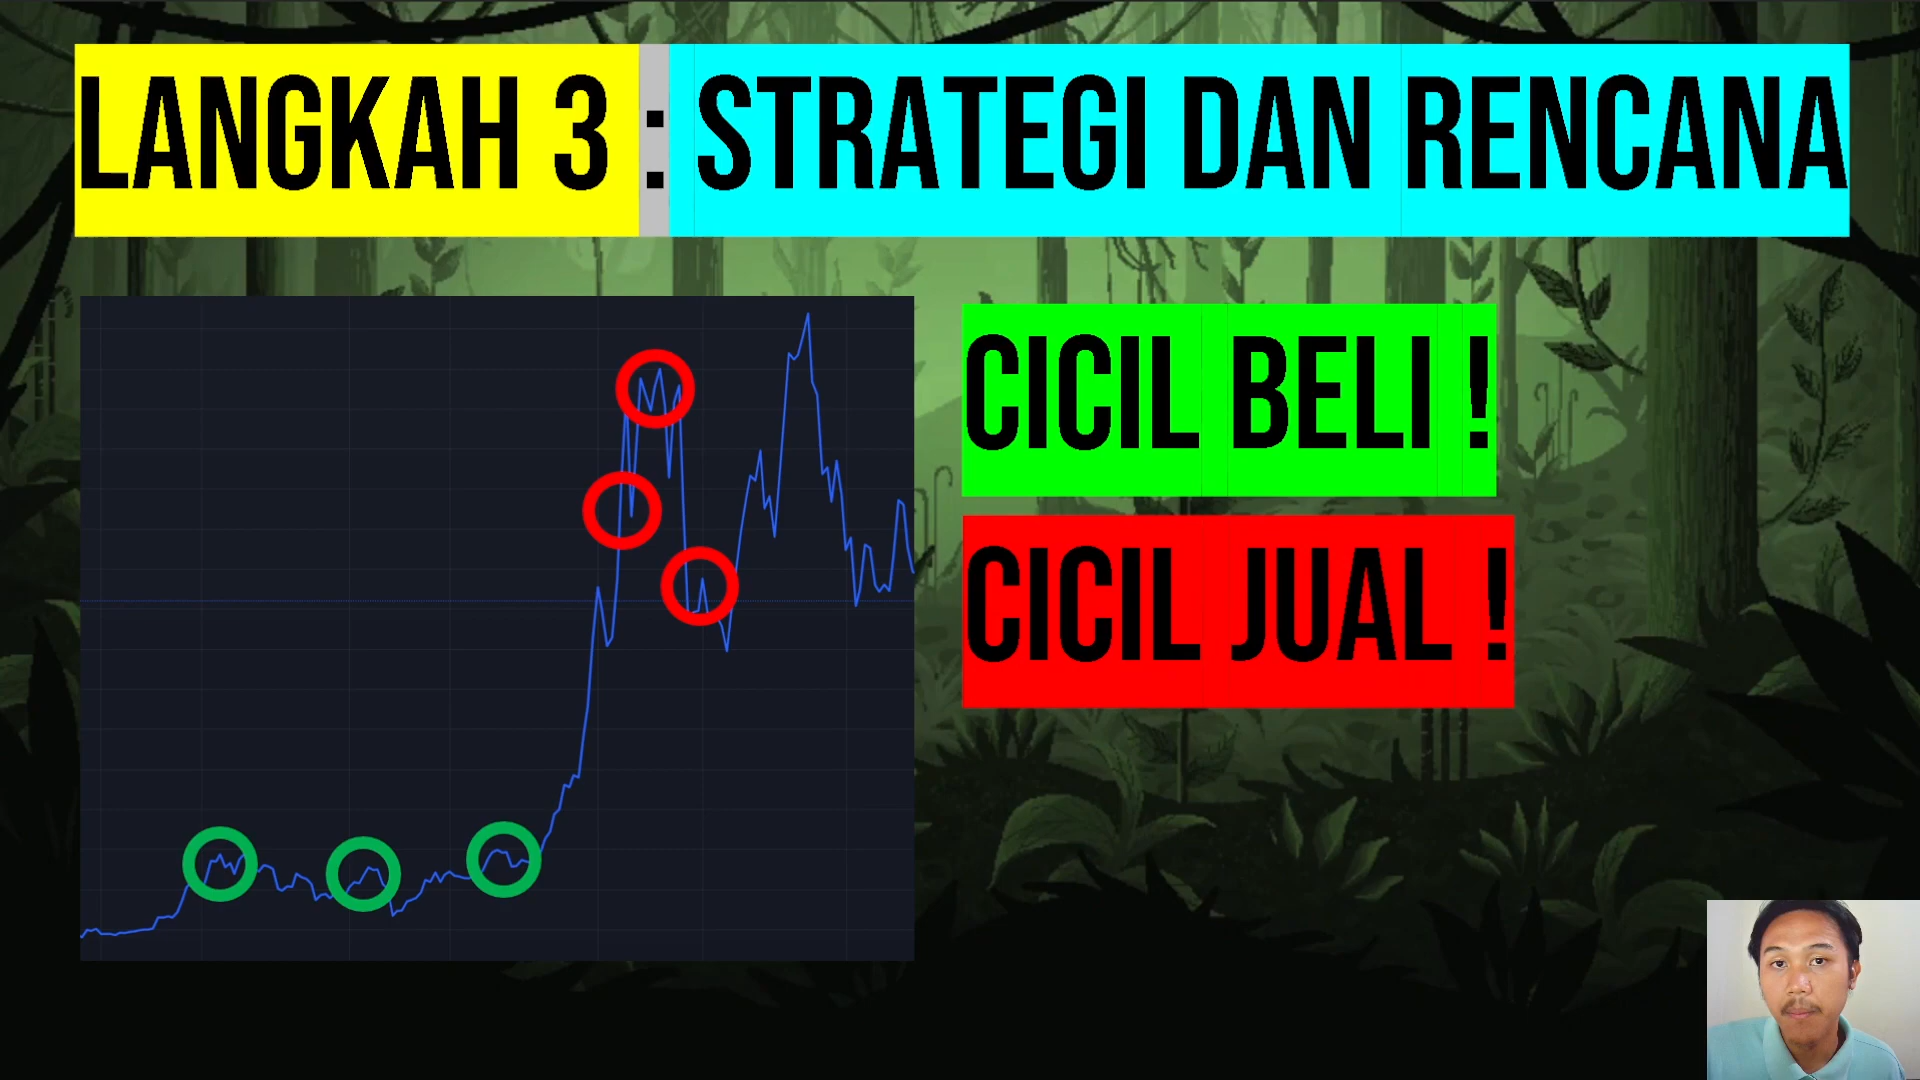 LANGKAH 3 : STRATEGI DAN RENCANA
CICIL BELI !
CICIL JUAL !